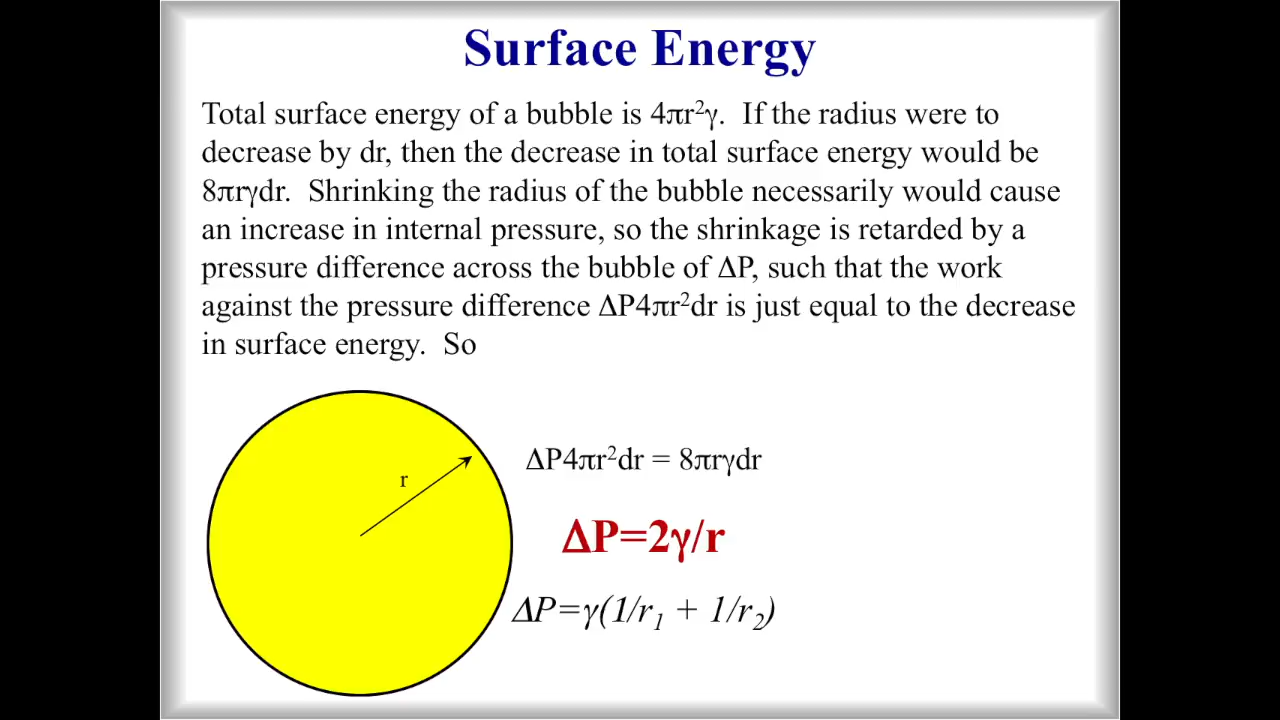 Surface Energy
Total surface energy of a bubble is 4πr²γ.  If the radius were to
decrease by dr, then the decrease in total surface energy would be
8πrγdr.  Shrinking the radius of the bubble necessarily would cause
an increase in internal pressure, so the shrinkage is retarded by a
pressure difference across the bubble of ΔP, such that the work
against the pressure difference ΔP4πr²dr is just equal to the decrease
in surface energy.  So
r
ΔP4πr²dr = 8πrγdr
ΔP=2γ/r
ΔP=γ(1/r₁ + 1/r₂)